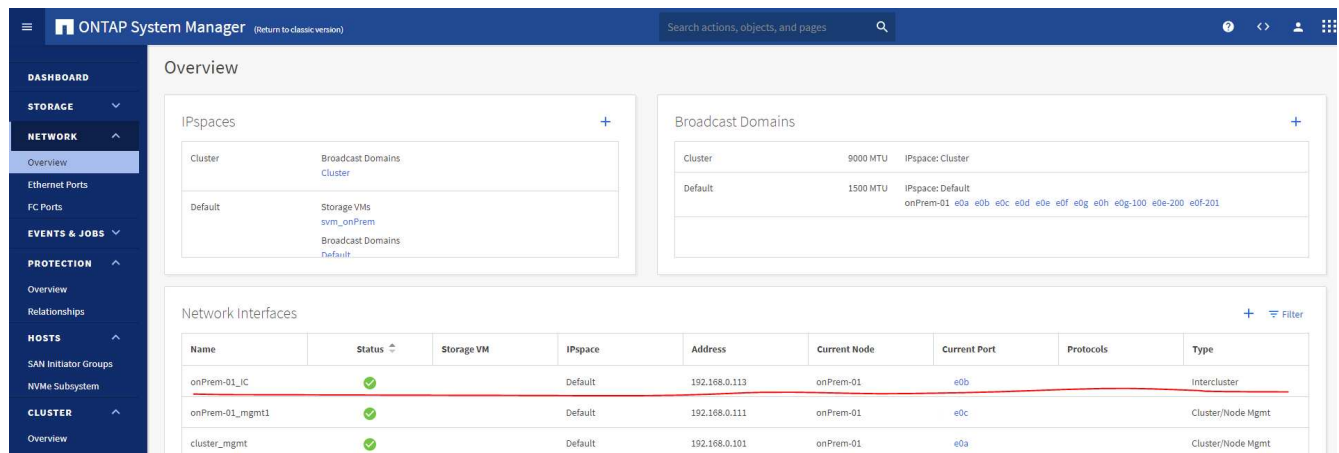 ONTAP System Manager (Return to classic version)
Search actions, objects, and pages
DASHBOARD
STORAGE
NETWORK
Overview
Ethernet Ports
FC Ports
EVENTS & JOBS
PROTECTION
Overview
Relationships
HOSTS
SAN Initiator Groups
NVMe Subsystem
CLUSTER
Overview
Overview
IPspaces
Cluster
Broadcast Domains
Cluster
Default
Storage VMs
svm_onPrem
Broadcast Domains
Default
Broadcast Domains
Cluster 9000 MTU IPspace: Cluster
Default 1500 MTU IPspace: Default
onPrem-01 e0a e0b e0c e0d e0e e0f e0g e0h e0g-100 e0e-200 e0f-201
Network Interfaces
Filter
Name Status Storage VM IPspace Address Current Node Current Port Protocols Type
onPrem-01_IC Default 192.168.0.113 onPrem-01 e0b Intercluster
onPrem-01_mgmt1 Default 192.168.0.111 onPrem-01 e0c Cluster/Node Mgmt
cluster_mgmt Default 192.168.0.101 onPrem-01 e0a Cluster/Node Mgmt